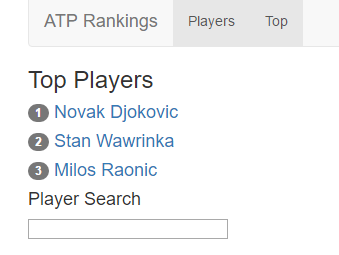 ATP Rankings Players Top
Top Players
1 Novak Djokovic
2 Stan Wawrinka
3 Milos Raonic
Player Search